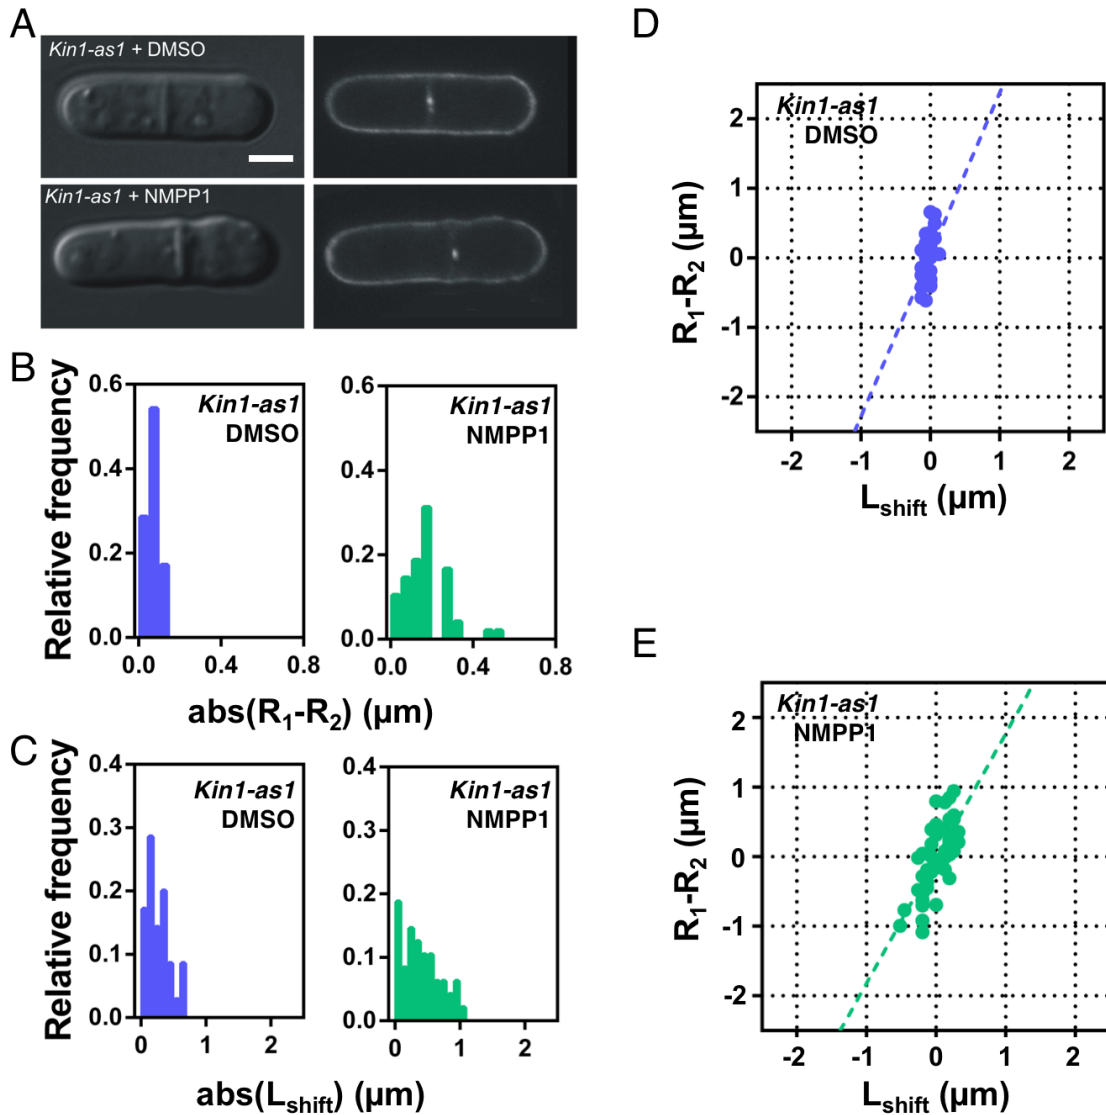 A
Kin1-as1 + DMSO
Kin1-as1 + NMPP1
B
Relative frequency
0.6
0.4
0.2
0.0
0.0 0.4 0.8
Kin1-as1
DMSO
0.6
0.4
0.2
0.0
0.0 0.4 0.8
Kin1-as1
NMPP1
abs(R1-R2) (µm)
C
Relative frequency
0.4
0.3
0.2
0.1
0.0
0 1 2
Kin1-as1
DMSO
0.4
0.3
0.2
0.1
0.0
0 1 2
Kin1-as1
NMPP1
abs(Lshift) (µm)
D
Kin1-as1
DMSO
R1-R2 (µm)
2
1
0
-1
-2
-2 -1 0 1 2
Lshift (µm)
E
Kin1-as1
NMPP1
R1-R2 (µm)
2
1
0
-1
-2
-2 -1 0 1 2
Lshift (µm)